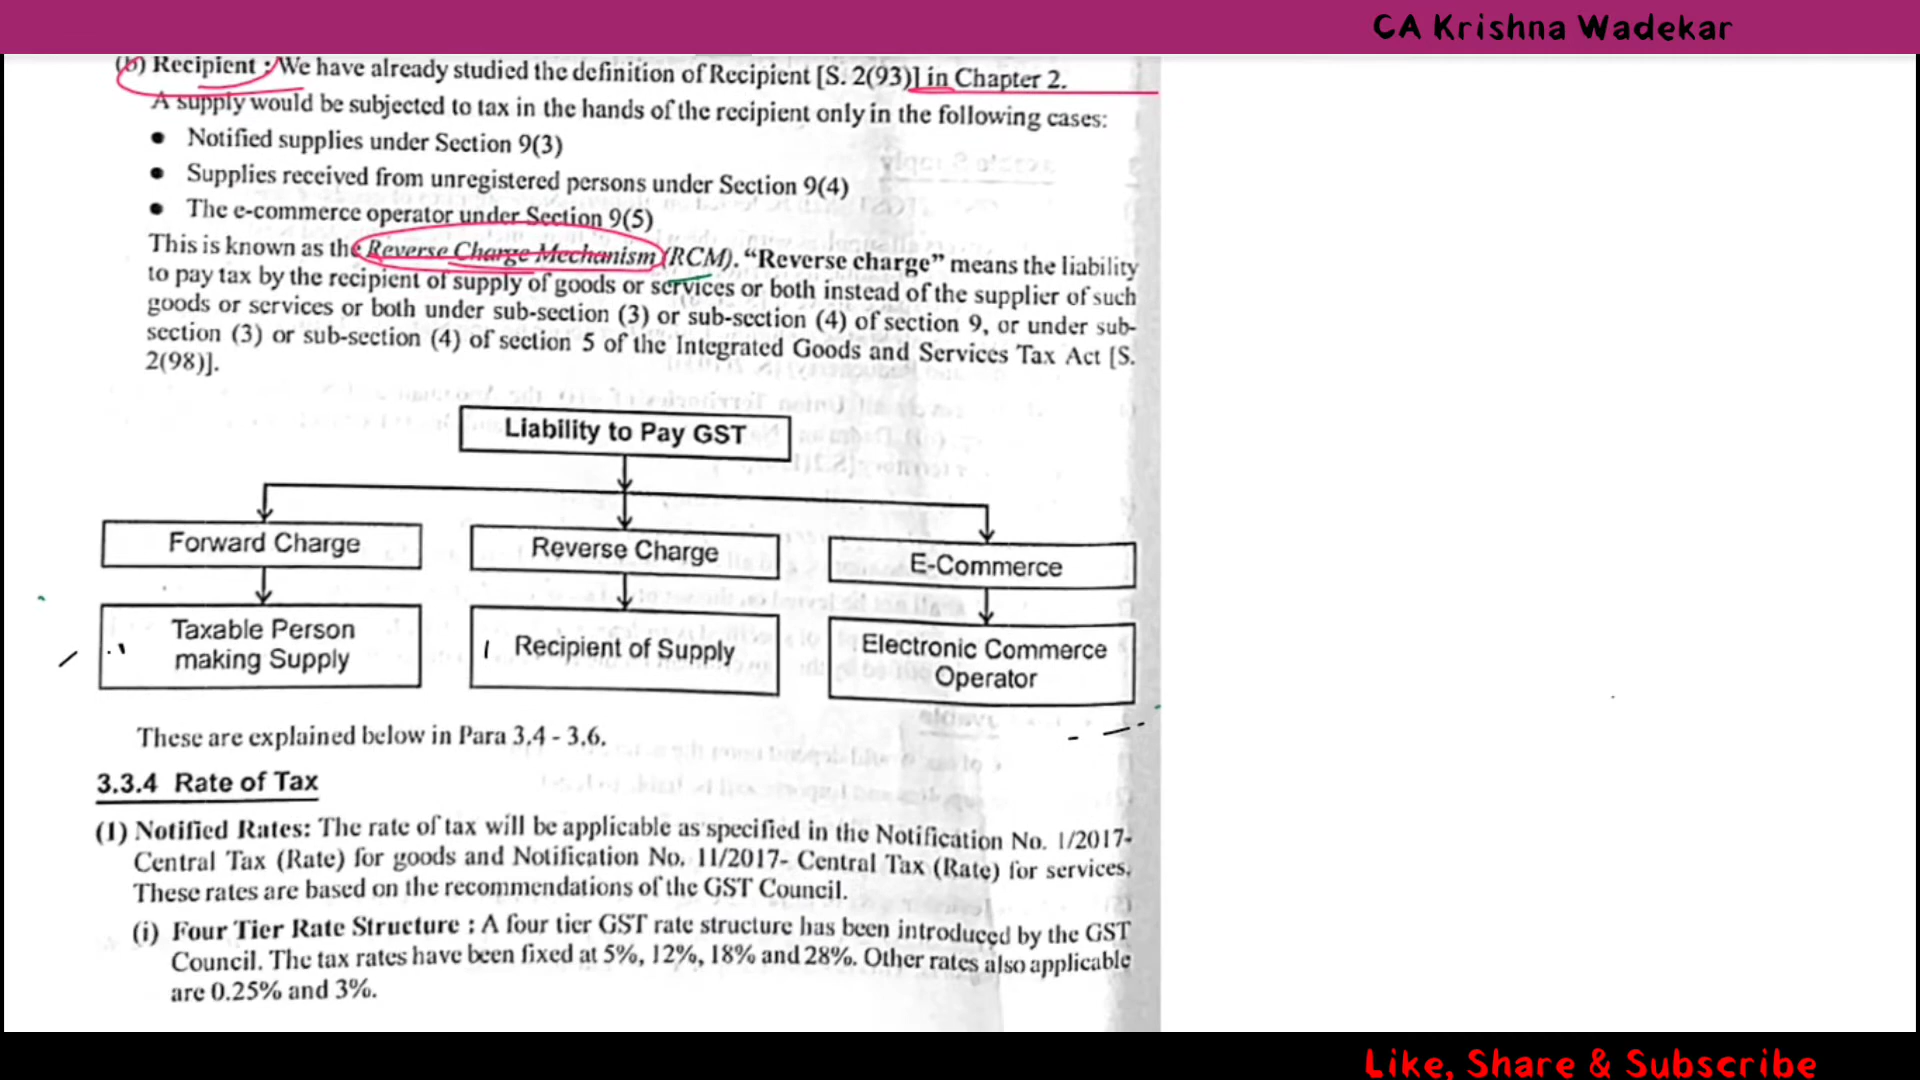 CA Krishna Wadekar
(b) Recipient : We have already studied the definition of Recipient [S. 2(93)] in Chapter 2.
A supply would be subjected to tax in the hands of the recipient only in the following cases:
• Notified supplies under Section 9(3)
• Supplies received from unregistered persons under Section 9(4)
• The e-commerce operator under Section 9(5)
This is known as the Reverse Charge Mechanism (RCM). “Reverse charge” means the liability
to pay tax by the recipient of supply of goods or services or both instead of the supplier of such
goods or services or both under sub-section (3) or sub-section (4) of section 9, or under sub-
section (3) or sub-section (4) of section 5 of the Integrated Goods and Services Tax Act [S.
2(98)].
Liability to Pay GST
Forward Charge
Reverse Charge
E-Commerce
Taxable Person
making Supply
Recipient of Supply
Electronic Commerce
Operator
These are explained below in Para 3.4 - 3.6.
3.3.4 Rate of Tax
(1) Notified Rates: The rate of tax will be applicable as specified in the Notification No. 1/2017-
Central Tax (Rate) for goods and Notification No. 11/2017- Central Tax (Rate) for services.
These rates are based on the recommendations of the GST Council.
(i) Four Tier Rate Structure : A four tier GST rate structure has been introduced by the GST
Council. The tax rates have been fixed at 5%, 12%, 18% and 28%. Other rates also applicable
are 0.25% and 3%.
Like, Share & Subscribe